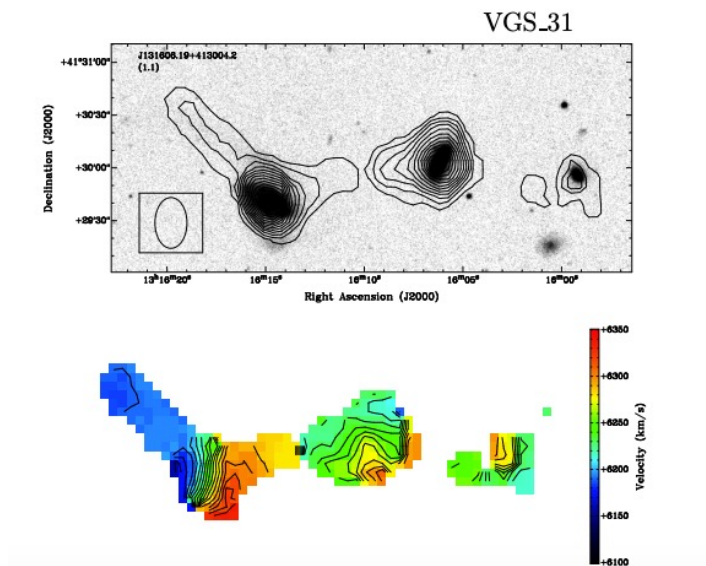 VGS_31
J131606.19+413004.2
(1.1)
+41°31'00"
+30'30"
+30'00"
+29'30"
Declination (J2000)
13ʰ16ᵐ20ˢ 16ᵐ15ˢ 16ᵐ10ˢ 16ᵐ05ˢ 16ᵐ00ˢ
Right Ascension (J2000)
+6350
+6300
+6250
+6200
+6150
+6100
Velocity (km/s)